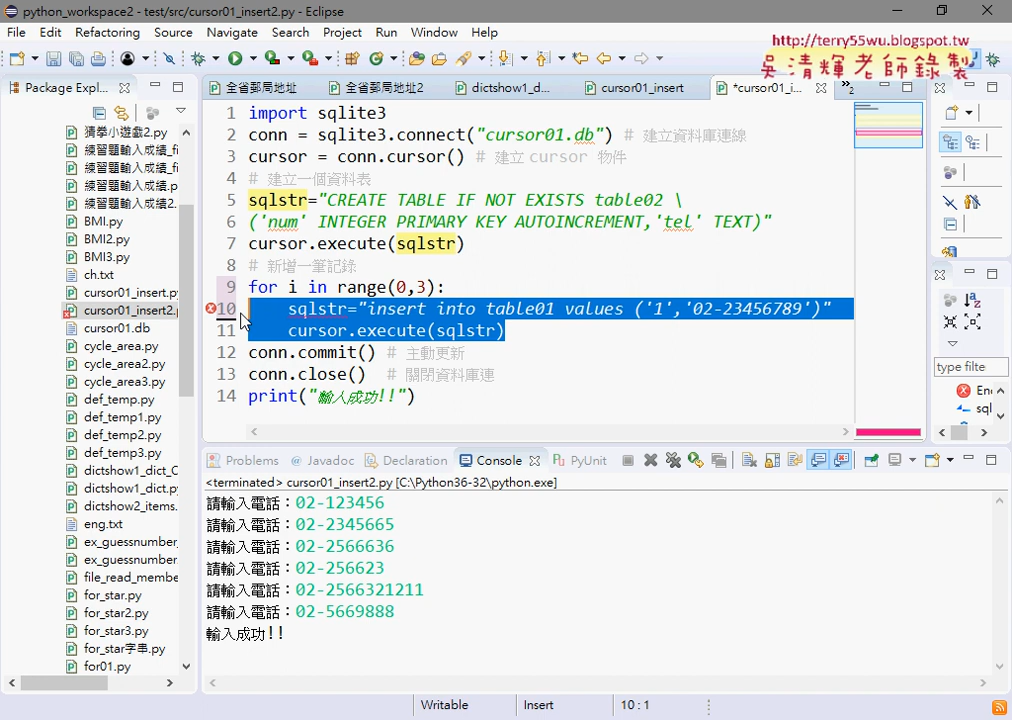 python_workspace2 - test/src/cursor01_insert2.py - Eclipse
File Edit Refactoring Source Navigate Search Project Run Window Help
http://terry55wu.blogspot.tw
吳清輝老師錄製
Package Expl...
全省郵局地址
全省郵局地址2
dictshow1_d...
cursor01_insert
*cursor01_i...
2
猜拳小遊戲2.py
練習題輸入成績_fi
練習題輸入成績_fi
練習題輸入成績.p
練習題輸入成績2.
BMI.py
BMI2.py
BMI3.py
ch.txt
cursor01_insert.py
cursor01_insert2.p
cursor01.db
cycle_area.py
cycle_area2.py
cycle_area3.py
def_temp.py
def_temp1.py
def_temp2.py
def_temp3.py
dictshow1_dict_C
dictshow1_dict.py
dictshow2_items.
eng.txt
ex_guessnumber_
ex_guessnumber.
file_read_membe
for_star.py
for_star2.py
for_star3.py
for_star字串.py
for01.py
1 import sqlite3
2 conn = sqlite3.connect("cursor01.db") # 建立資料庫連線
3 cursor = conn.cursor() # 建立 cursor 物件
4 # 建立一個資料表
5 sqlstr="CREATE TABLE IF NOT EXISTS table02 \
6 ('num' INTEGER PRIMARY KEY AUTOINCREMENT,'tel' TEXT)"
7 cursor.execute(sqlstr)
8 # 新增一筆記錄
9 for i in range(0,3):
10 sqlstr="insert into table01 values ('1','02-23456789')"
11 cursor.execute(sqlstr)
12 conn.commit() # 主動更新
13 conn.close() # 關閉資料庫連
14 print("輸入成功!!")
type filte
En
sql
Problems Javadoc Declaration Console PyUnit
<terminated> cursor01_insert2.py [C:\Python36-32\python.exe]
請輸入電話：02-123456
請輸入電話：02-2345665
請輸入電話：02-2566636
請輸入電話：02-256623
請輸入電話：02-2566321211
請輸入電話：02-5669888
輸入成功!!
Writable Insert 10 : 1